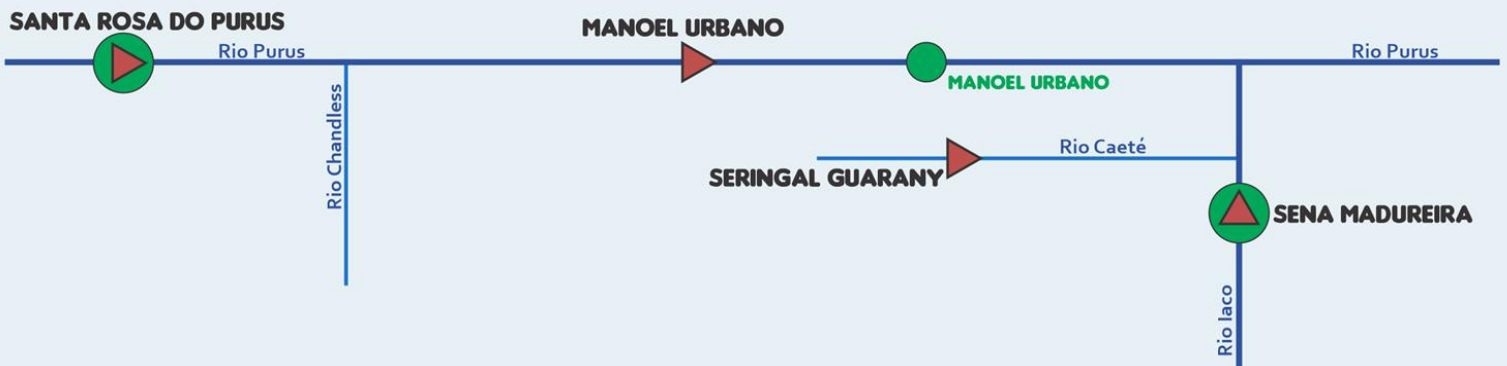 SANTA ROSA DO PURUS
MANOEL URBANO
Rio Purus
Rio Purus
MANOEL URBANO
Rio Chandless
Rio Caeté
SERINGAL GUARANY
SENA MADUREIRA
Rio Iaco